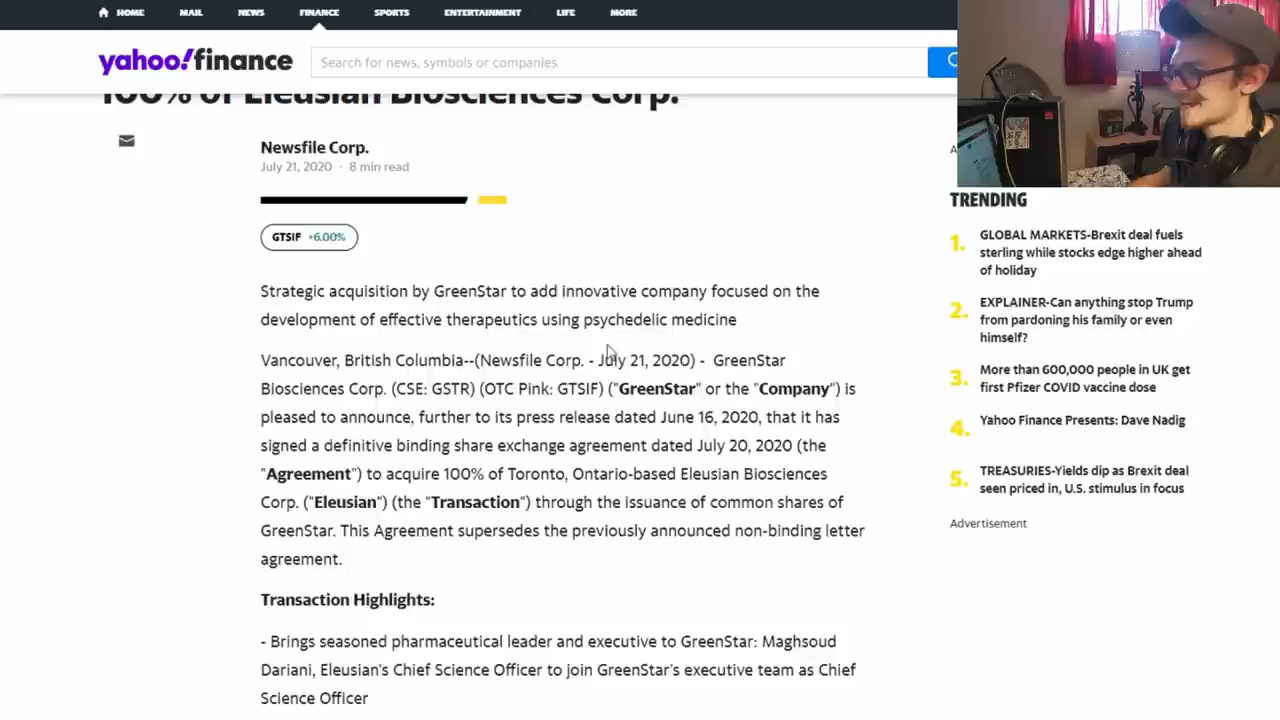 HOME MAIL NEWS FINANCE SPORTS ENTERTAINMENT LIFE MORE
yahoo!finance
Search for news, symbols or companies
100% of Eleusian Biosciences Corp.
Newsfile Corp.
July 21, 2020 · 8 min read
GTSIF +6.00%
Strategic acquisition by GreenStar to add innovative company focused on the
development of effective therapeutics using psychedelic medicine
Vancouver, British Columbia--(Newsfile Corp. - July 21, 2020) - GreenStar
Biosciences Corp. (CSE: GSTR) (OTC Pink: GTSIF) ("GreenStar" or the "Company") is
pleased to announce, further to its press release dated June 16, 2020, that it has
signed a definitive binding share exchange agreement dated July 20, 2020 (the
"Agreement") to acquire 100% of Toronto, Ontario-based Eleusian Biosciences
Corp. ("Eleusian") (the "Transaction") through the issuance of common shares of
GreenStar. This Agreement supersedes the previously announced non-binding letter
agreement.
Transaction Highlights:
- Brings seasoned pharmaceutical leader and executive to GreenStar: Maghsoud
Dariani, Eleusian's Chief Science Officer to join GreenStar's executive team as Chief
Science Officer
TRENDING
1. GLOBAL MARKETS-Brexit deal fuels
sterling while stocks edge higher ahead
of holiday
2. EXPLAINER-Can anything stop Trump
from pardoning his family or even
himself?
3. More than 600,000 people in UK get
first Pfizer COVID vaccine dose
4. Yahoo Finance Presents: Dave Nadig
5. TREASURIES-Yields dip as Brexit deal
seen priced in, U.S. stimulus in focus
Advertisement